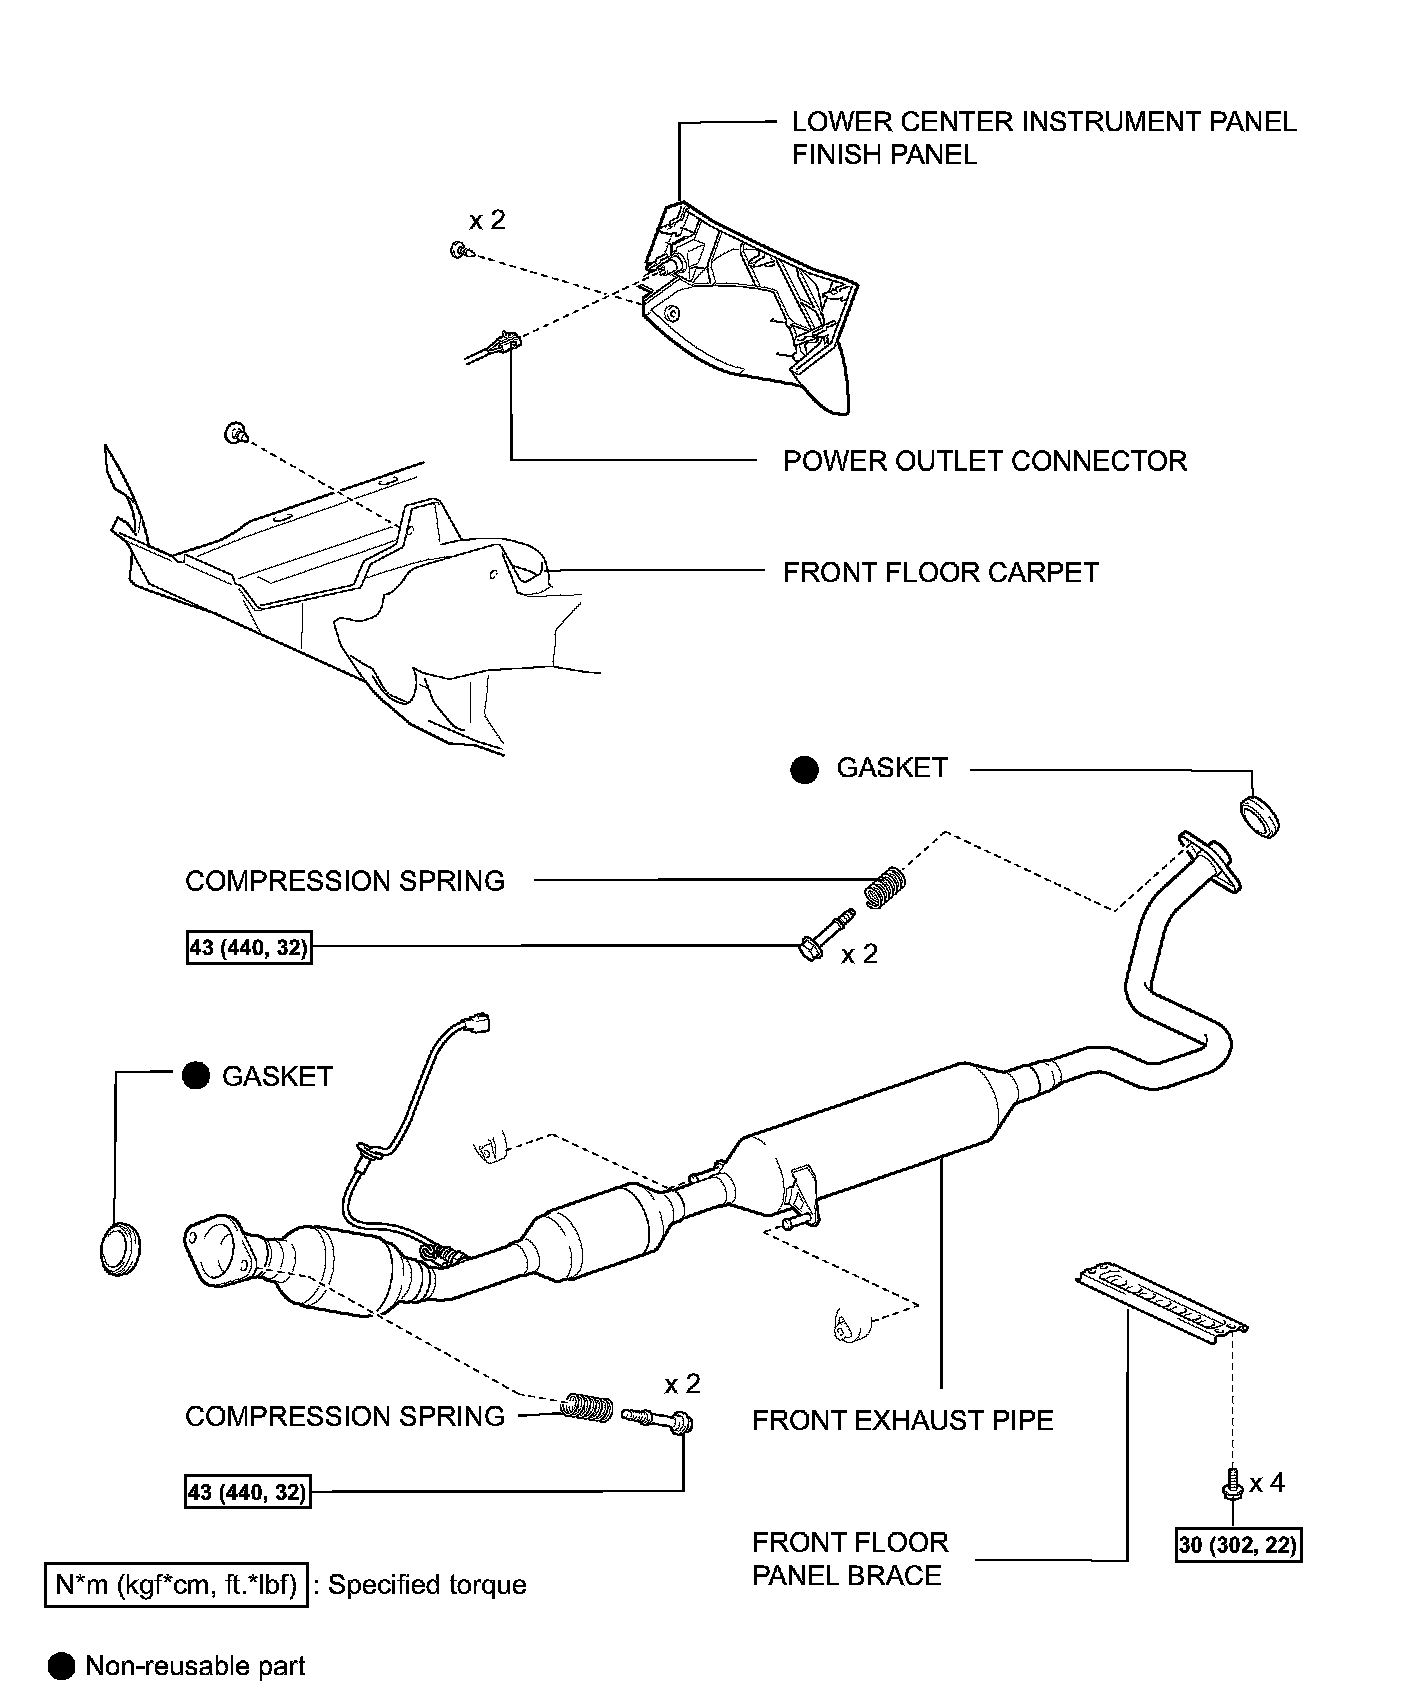 LOWER CENTER INSTRUMENT PANEL
FINISH PANEL
x 2
POWER OUTLET CONNECTOR
FRONT FLOOR CARPET
GASKET
COMPRESSION SPRING
43 (440, 32)
x 2
GASKET
x 2
COMPRESSION SPRING
FRONT EXHAUST PIPE
43 (440, 32)
x 4
FRONT FLOOR
PANEL BRACE
30 (302, 22)
N*m (kgf*cm, ft.*lbf) : Specified torque
Non-reusable part